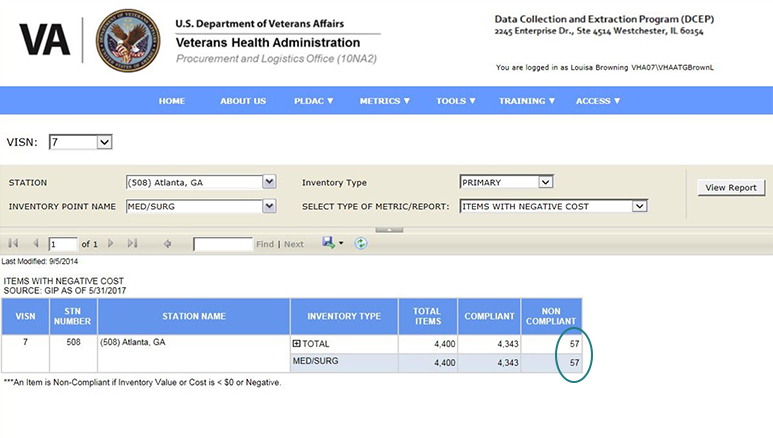 VA
U.S. Department of Veterans Affairs
Veterans Health Administration
Procurement and Logistics Office (10NA2)
Data Collection and Extraction Program (DCEP)
2245 Enterprise Dr., Ste 4514 Westchester, IL 60154
You are logged in as Louisa Browning VHA07\VHAATGBrownL
HOME ABOUT US PLDAC ▼ METRICS ▼ TOOLS ▼ TRAINING ▼ ACCESS ▼
VISN: 7
STATION (508) Atlanta, GA Inventory Type PRIMARY View Report
INVENTORY POINT NAME MED/SURG SELECT TYPE OF METRIC/REPORT: ITEMS WITH NEGATIVE COST
1 of 1 Find | Next
Last Modified: 9/5/2014
ITEMS WITH NEGATIVE COST
SOURCE: GIP AS OF 5/31/2017
VISN STN NUMBER STATION NAME INVENTORY TYPE TOTAL ITEMS COMPLIANT NON COMPLIANT
7 508 (508) Atlanta, GA TOTAL 4,400 4,343 57
MED/SURG 4,400 4,343 57
***An Item is Non-Compliant if Inventory Value or Cost is < $0 or Negative.